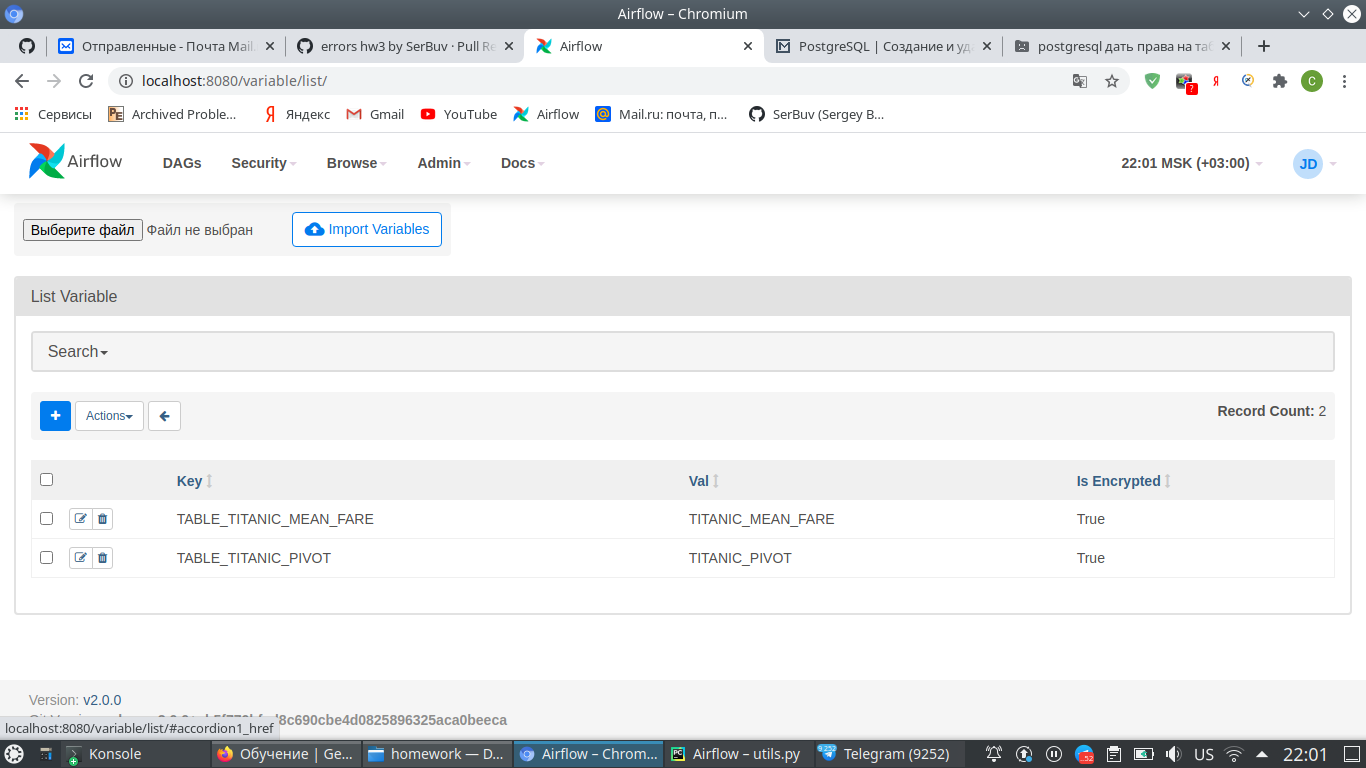 Airflow – Chromium
Отправленные - Почта Mail. errors hw3 by SerBuv · Pull Re Airflow PostgreSQL | Создание и уда postgresql дать права на таб
localhost:8080/variable/list/
Сервисы Archived Proble... Яндекс Gmail YouTube Airflow Mail.ru: почта, п... SerBuv (Sergey B...
Airflow DAGs Security Browse Admin Docs 22:01 MSK (+03:00) JD
Выберите файл Файл не выбран Import Variables
List Variable
Search
Actions Record Count: 2
Key Val Is Encrypted
TABLE_TITANIC_MEAN_FARE TITANIC_MEAN_FARE True
TABLE_TITANIC_PIVOT TITANIC_PIVOT True
Version: v2.0.0
d8c690cbe4d0825896325aca0beeca
localhost:8080/variable/list/#accordion1_href
Konsole Обучение | Ge... homework — D... Airflow – Chrom... Airflow – utils.py Telegram (9252) US 22:01